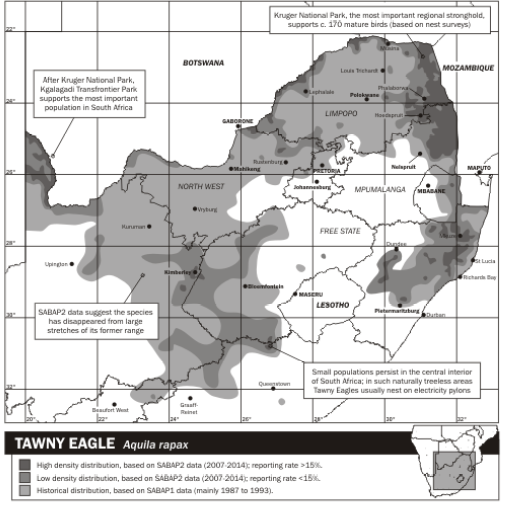 Kruger National Park, the most important regional stronghold,
supports c. 170 mature birds (based on nest surveys)
22°
BOTSWANA
MOZAMBIQUE
After Kruger National Park,
Kgalagadi Transfrontier Park
supports the most important
population in South Africa
Louis Trichardt
Lephalale
Polokwane
Phalaborwa
LIMPOPO
Hoedspruit
GABORONE
Rustenburg
Mahikeng
PRETORIA
Nelspruit
MAPUTO
Johannesburg
NORTH WEST
MPUMALANGA
MBABANE
Vryburg
Kuruman
FREE STATE
Dundee
28°
Upington
Kimberley
St Lucia
Richards Bay
Bloemfontein
MASERU
LESOTHO
SABAP2 data suggest the species
has disappeared from large
stretches of its former range
Pietermaritzburg
Durban
30°
Small populations persist in the central interior
of South Africa; in such naturally treeless areas
Tawny Eagles usually nest on electricity pylons
Queenstown
32°
Beaufort West
Graaff-
Reinet
20° 22° 24° 26° 28° 30° 32°
TAWNY EAGLE Aquila rapax
High density distribution, based on SABAP2 data (2007-2014); reporting rate >15%.
Low density distribution, based on SABAP2 data (2007-2014); reporting rate <15%.
Historical distribution, based on SABAP1 data (mainly 1987 to 1993).